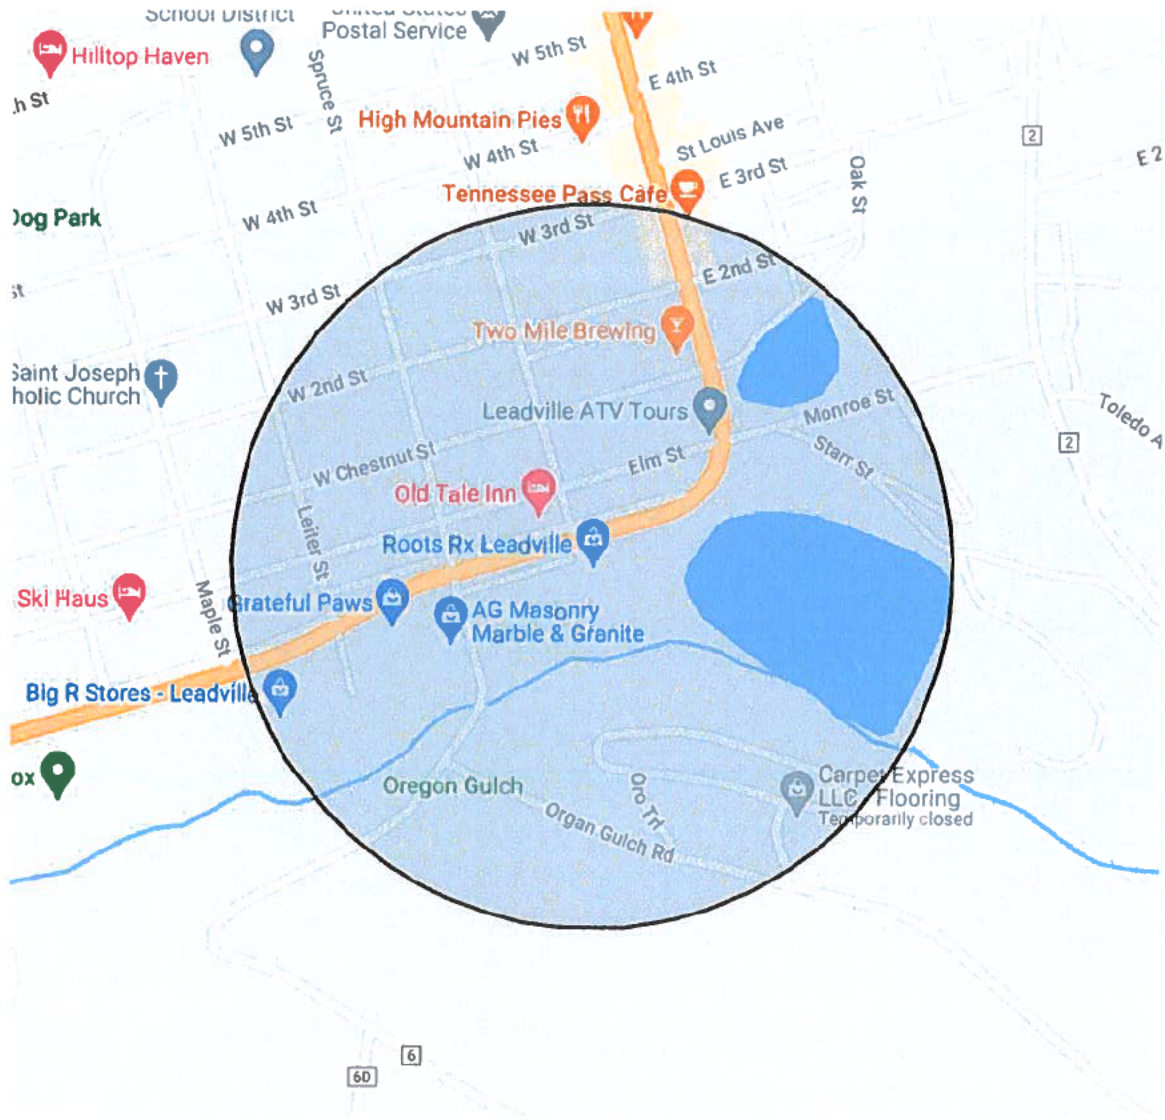 School District
United States
Postal Service
Hilltop Haven
W 5th St
E 4th St
Spruce St
High Mountain Pies
W 5th St
St Louis Ave
W 4th St
E 3rd St
2
E 2
Tennessee Pass Cafe
Oak St
Dog Park
W 4th St
W 3rd St
E 2nd St
St
W 3rd St
Two Mile Brewing
Saint Joseph
holic Church
W 2nd St
Leadville ATV Tours
Monroe St
Toledo A
2
W Chestnut St
Elm St
Starr St
Old Tale Inn
Leiter St
Roots Rx Leadville
Ski Haus
Maple St
Grateful Paws
AG Masonry
Marble & Granite
Big R Stores - Leadville
ox
Oregon Gulch
Oro Trl
Carpet Express
LLC - Flooring
Temporarily closed
Organ Gulch Rd
6
6D